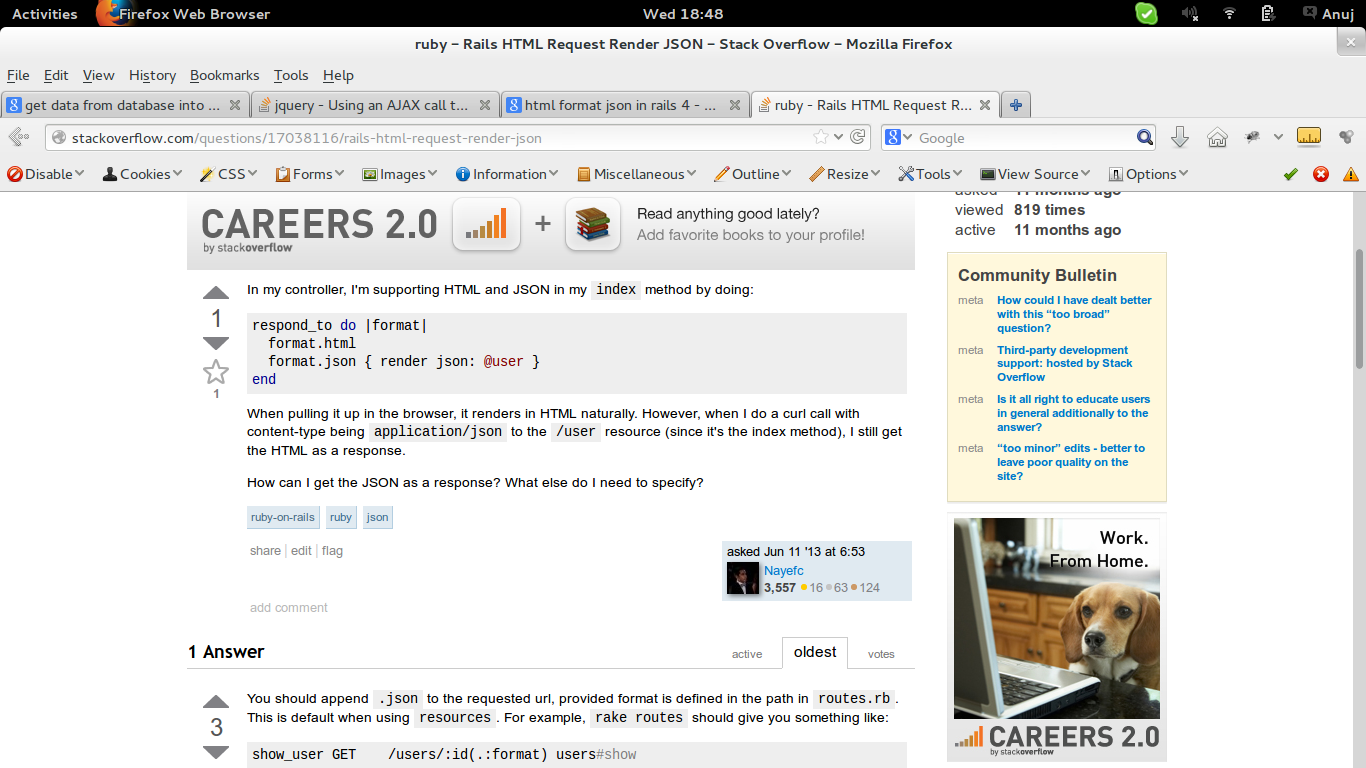 Activities Firefox Web Browser Wed 18:48 Anuj
ruby – Rails HTML Request Render JSON – Stack Overflow – Mozilla Firefox
File Edit View History Bookmarks Tools Help
get data from database into ... jquery - Using an AJAX call t... html format json in rails 4 - ... ruby - Rails HTML Request R...
stackoverflow.com/questions/17038116/rails-html-request-render-json Google
Disable Cookies CSS Forms Images Information Miscellaneous Outline Resize Tools View Source Options
CAREERS 2.0
by stackoverflow
+
Read anything good lately?
Add favorite books to your profile!
In my controller, I'm supporting HTML and JSON in my index method by doing:
1
respond_to do |format|
format.html
format.json { render json: @user }
end
1
When pulling it up in the browser, it renders in HTML naturally. However, when I do a curl call with
content-type being application/json to the /user resource (since it's the index method), I still get
the HTML as a response.
How can I get the JSON as a response? What else do I need to specify?
ruby-on-rails ruby json
share edit flag
asked Jun 11 '13 at 6:53
Nayefc
3,557 16 63 124
add comment
1 Answer
active oldest votes
3
You should append .json to the requested url, provided format is defined in the path in routes.rb.
This is default when using resources. For example, rake routes should give you something like:
show_user GET /users/:id(.:format) users#show
asked 11 months ago
viewed 819 times
active 11 months ago
Community Bulletin
meta How could I have dealt better
with this “too broad”
question?
meta Third-party development
support: hosted by Stack
Overflow
meta Is it all right to educate users
in general additionally to the
answer?
meta “too minor” edits - better to
leave poor quality on the
site?
Work.
From Home.
CAREERS 2.0
by stackoverflow